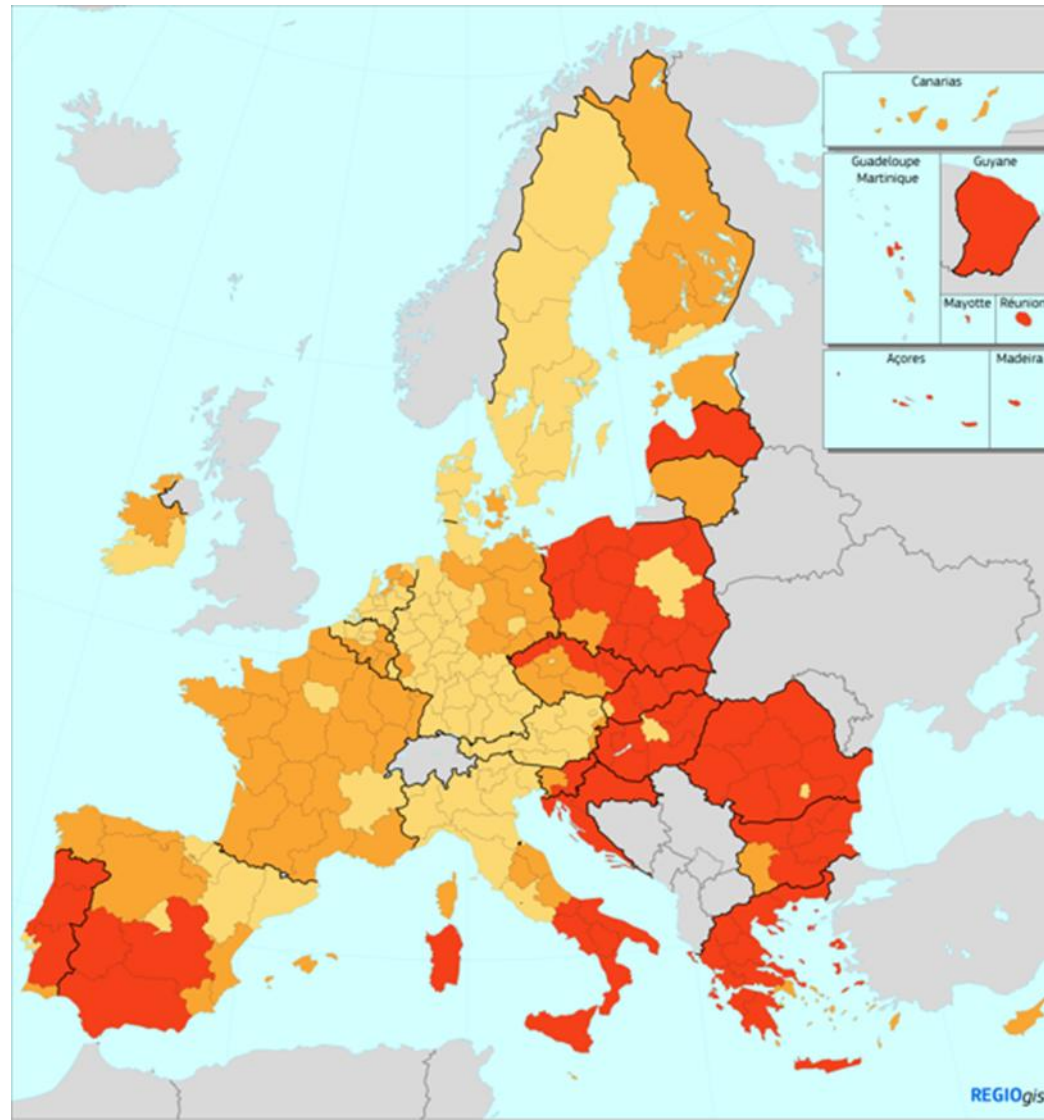 Canarias
Guadeloupe
Martinique
Guyane
Mayotte
Réunion
Açores
Madeira
REGIOgis